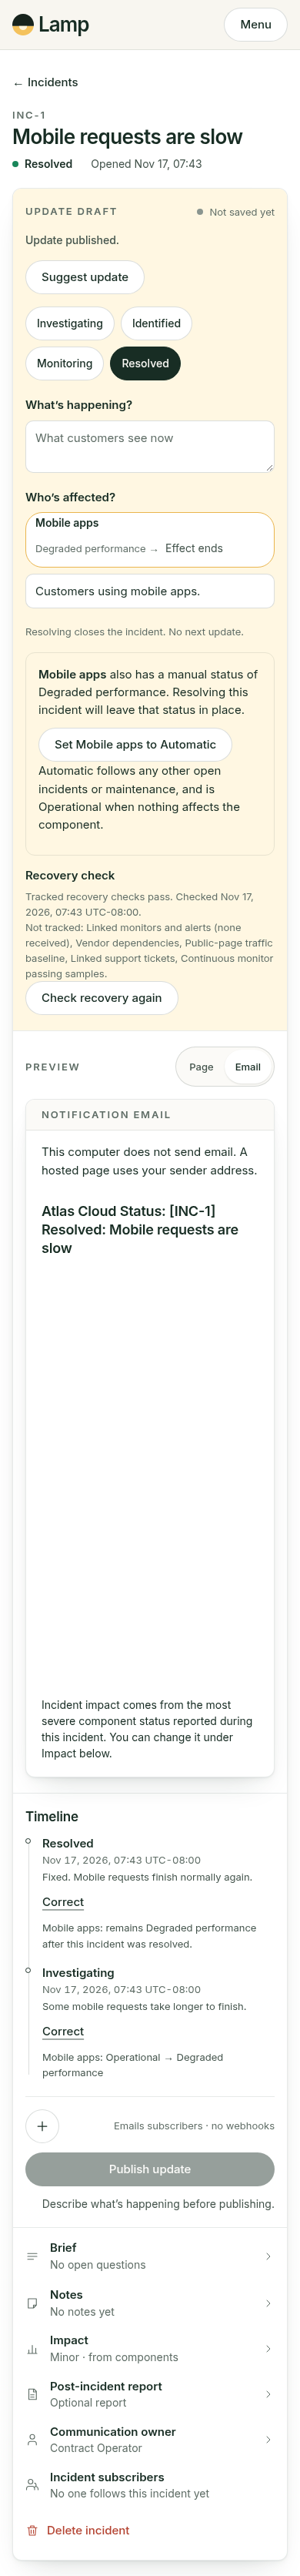 Lamp
Menu
← Incidents
INC-1
Mobile requests are slow
Resolved
Opened Nov 17, 07:43
UPDATE DRAFT
Not saved yet
Update published.
Suggest update
Investigating
Identified
Monitoring
Resolved
What's happening?
What customers see now
Who's affected?
Mobile apps
Degraded performance → Effect ends
Customers using mobile apps.
Resolving closes the incident. No next update.
Mobile apps also has a manual status of
Degraded performance. Resolving this
incident will leave that status in place.
Set Mobile apps to Automatic
Automatic follows any other open
incidents or maintenance, and is
Operational when nothing affects the
component.
Recovery check
Tracked recovery checks pass. Checked Nov 17,
2026, 07:43 UTC-08:00.
Not tracked: Linked monitors and alerts (none
received), Vendor dependencies, Public-page traffic
baseline, Linked support tickets, Continuous monitor
passing samples.
Check recovery again
PREVIEW
Page
Email
NOTIFICATION EMAIL
This computer does not send email. A
hosted page uses your sender address.
Atlas Cloud Status: [INC-1]
Resolved: Mobile requests are
slow
Incident impact comes from the most
severe component status reported during
this incident. You can change it under
Impact below.
Timeline
Resolved
Nov 17, 2026, 07:43 UTC-08:00
Fixed. Mobile requests finish normally again.
Correct
Mobile apps: remains Degraded performance
after this incident was resolved.
Investigating
Nov 17, 2026, 07:43 UTC-08:00
Some mobile requests take longer to finish.
Correct
Mobile apps: Operational → Degraded
performance
Emails subscribers · no webhooks
Publish update
Describe what's happening before publishing.
Brief
No open questions
Notes
No notes yet
Impact
Minor · from components
Post-incident report
Optional report
Communication owner
Contract Operator
Incident subscribers
No one follows this incident yet
Delete incident